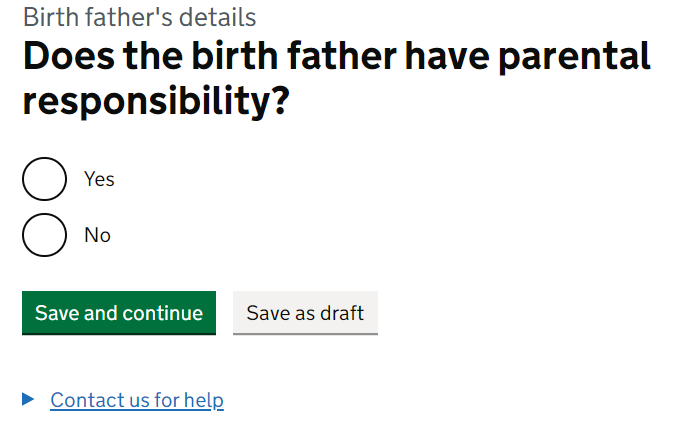 Birth father's details
Does the birth father have parental
responsibility?
Yes
No
Save and continue
Save as draft
Contact us for help